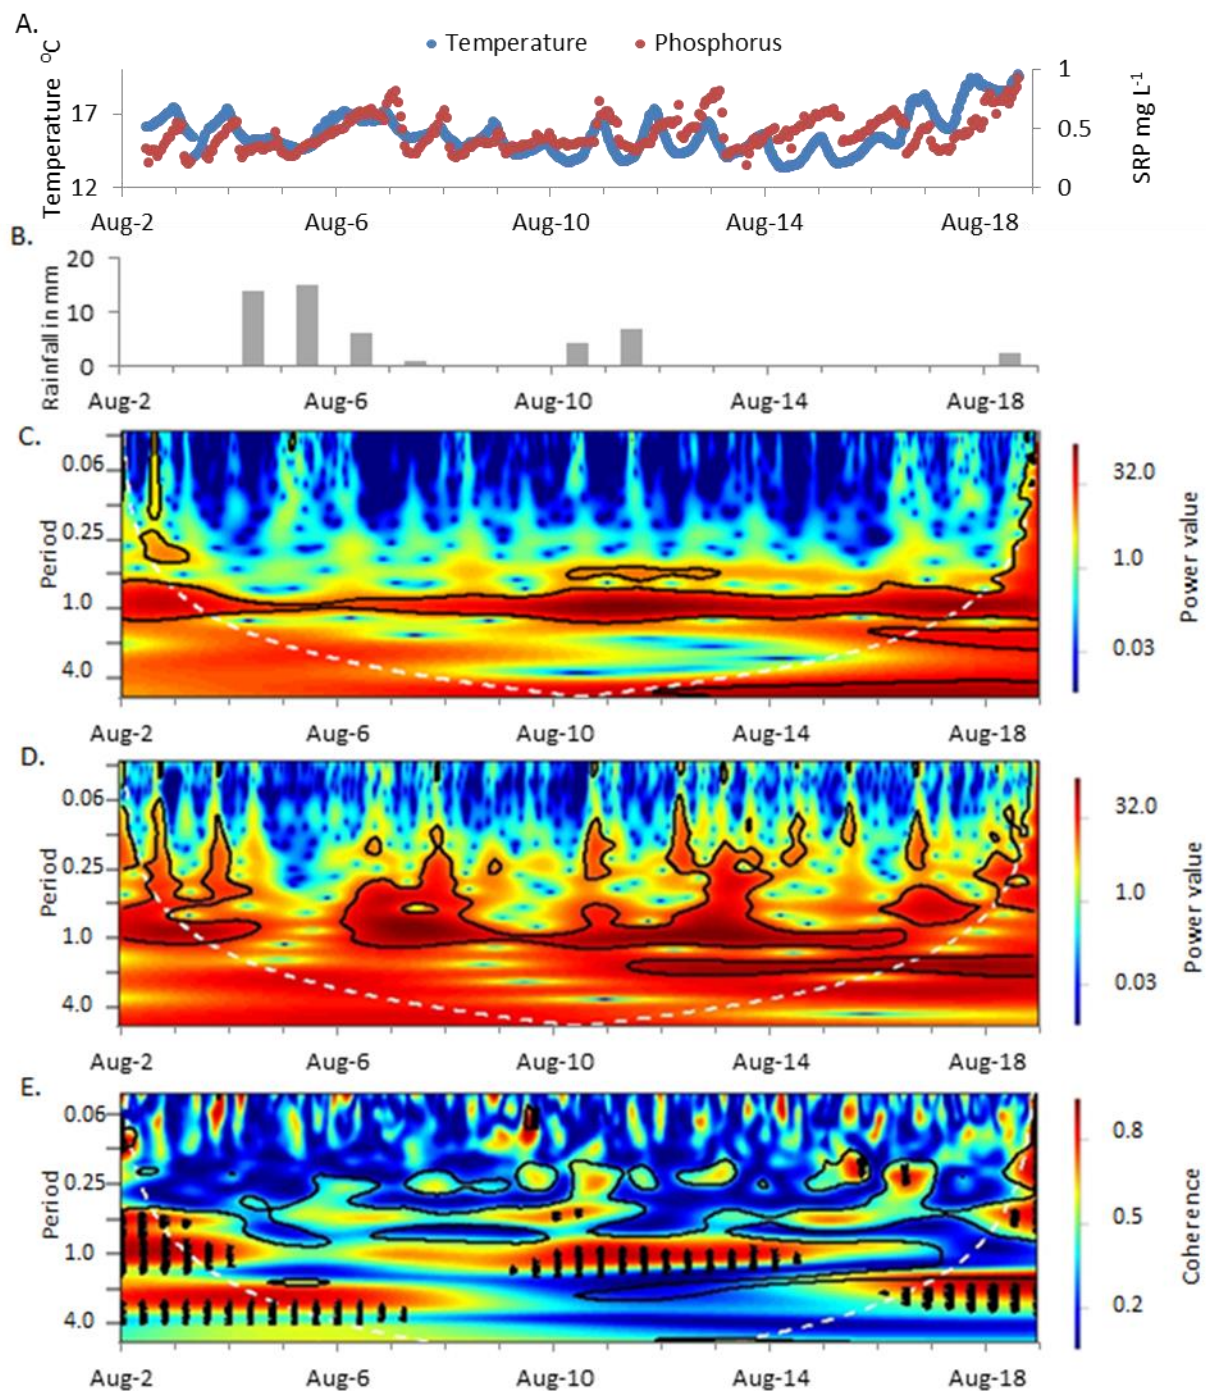 A.
Temperature Phosphorus
Temperature ⁰C
17
12
1
0.5
0
SRP mg L⁻¹
Aug-2 Aug-6 Aug-10 Aug-14 Aug-18
B.
Rainfall in mm
20
10
0
Aug-2 Aug-6 Aug-10 Aug-14 Aug-18
C.
Period
0.06
0.25
1.0
4.0
32.0
1.0
0.03
Power value
Aug-2 Aug-6 Aug-10 Aug-14 Aug-18
D.
Period
0.06
0.25
1.0
4.0
32.0
1.0
0.03
Power value
Aug-2 Aug-6 Aug-10 Aug-14 Aug-18
E.
Period
0.06
0.25
1.0
4.0
0.8
0.5
0.2
Coherence
Aug-2 Aug-6 Aug-10 Aug-14 Aug-18